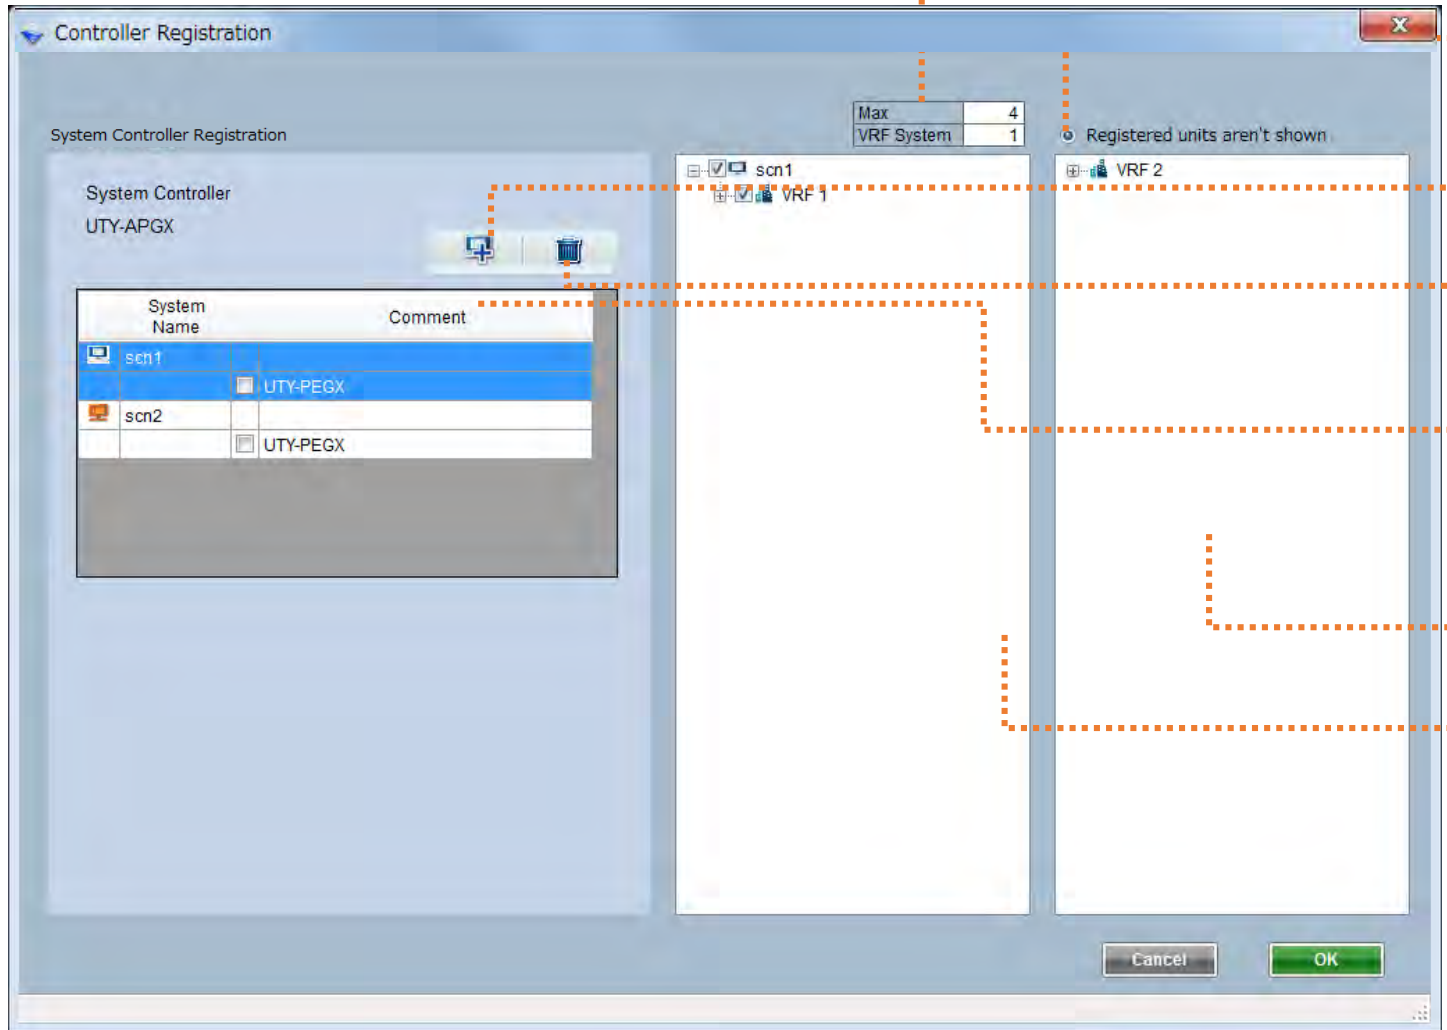 Controller Registration
X
Max 4
System Controller Registration
VRF System 1
Registered units aren't shown
scn1
VRF 1
VRF 2
System Controller
UTY-APGX
System Name
Comment
scn1
UTY-PEGX
scn2
UTY-PEGX
Cancel
OK